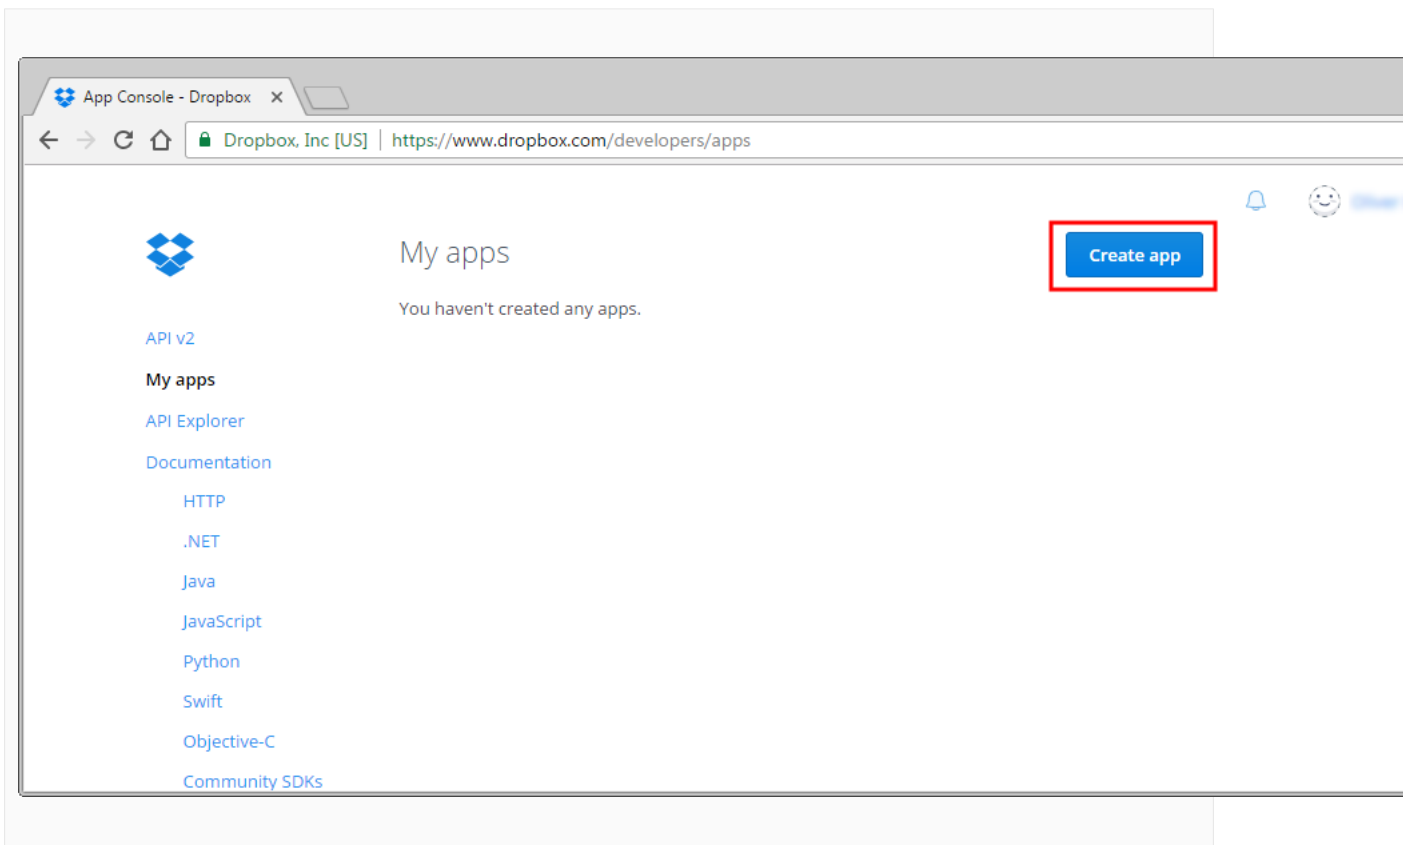 App Console - Dropbox
Dropbox, Inc [US] | https://www.dropbox.com/developers/apps
My apps
Create app
You haven't created any apps.
API v2
My apps
API Explorer
Documentation
HTTP
.NET
Java
JavaScript
Python
Swift
Objective-C
Community SDKs